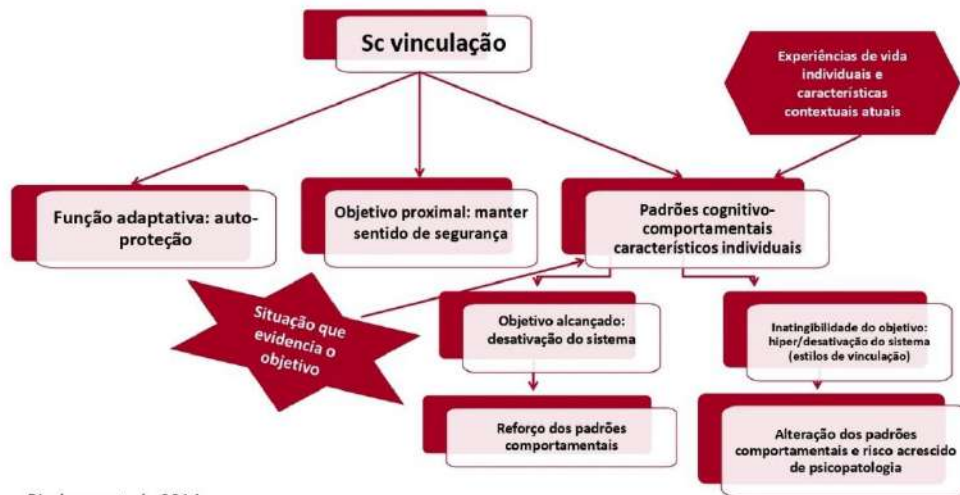 Sc vinculação
Experiências de vida
individuais e
características
contextuais atuais
Função adaptativa: auto-
proteção
Objetivo proximal: manter
sentido de segurança
Padrões cognitivo-
comportamentais
característicos individuais
Situação que
evidencia o
objetivo
Objetivo alcançado:
desativação do sistema
Inatingibilidade do objetivo:
hiper/desativação do sistema
(estilos de vinculação)
Reforço dos padrões
comportamentais
Alteração dos padrões
comportamentais e risco acrescido
de psicopatologia